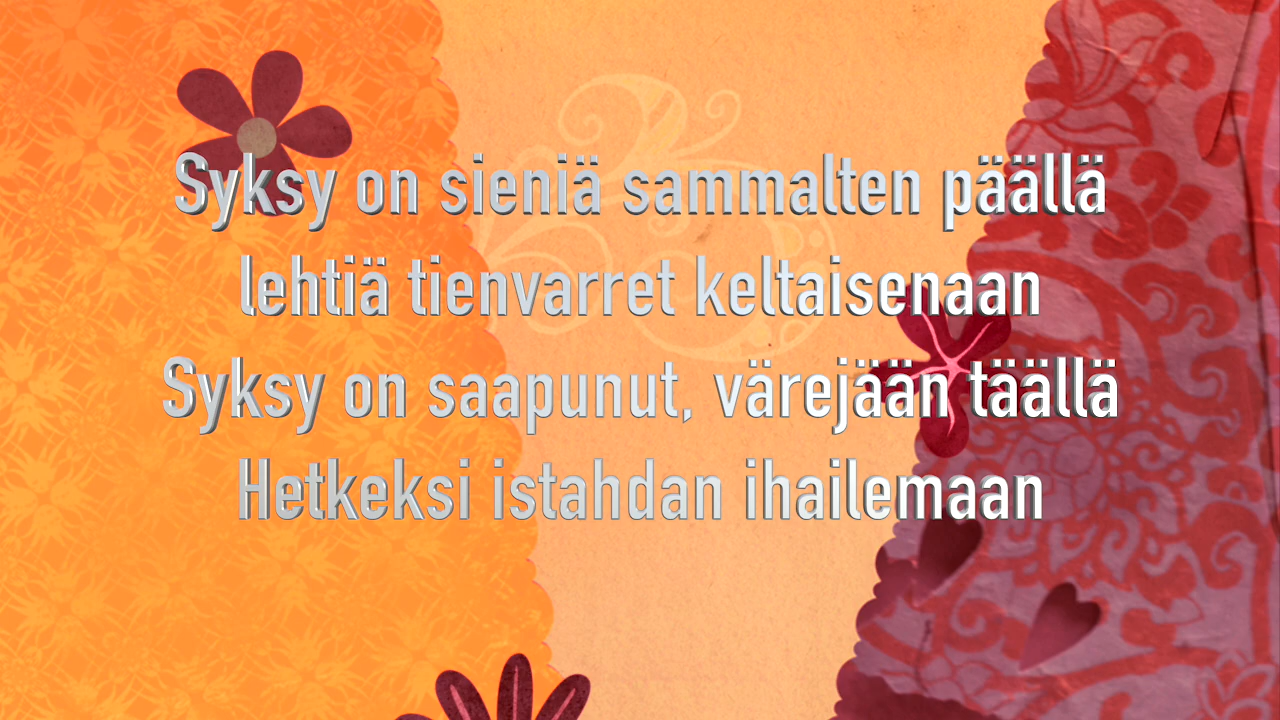 Syksy on sieniä sammalten päällä
lehtiä tienvarret keltaisenaan
Syksy on saapunut, värejään täällä
Hetkeksi istahdan ihailemaan